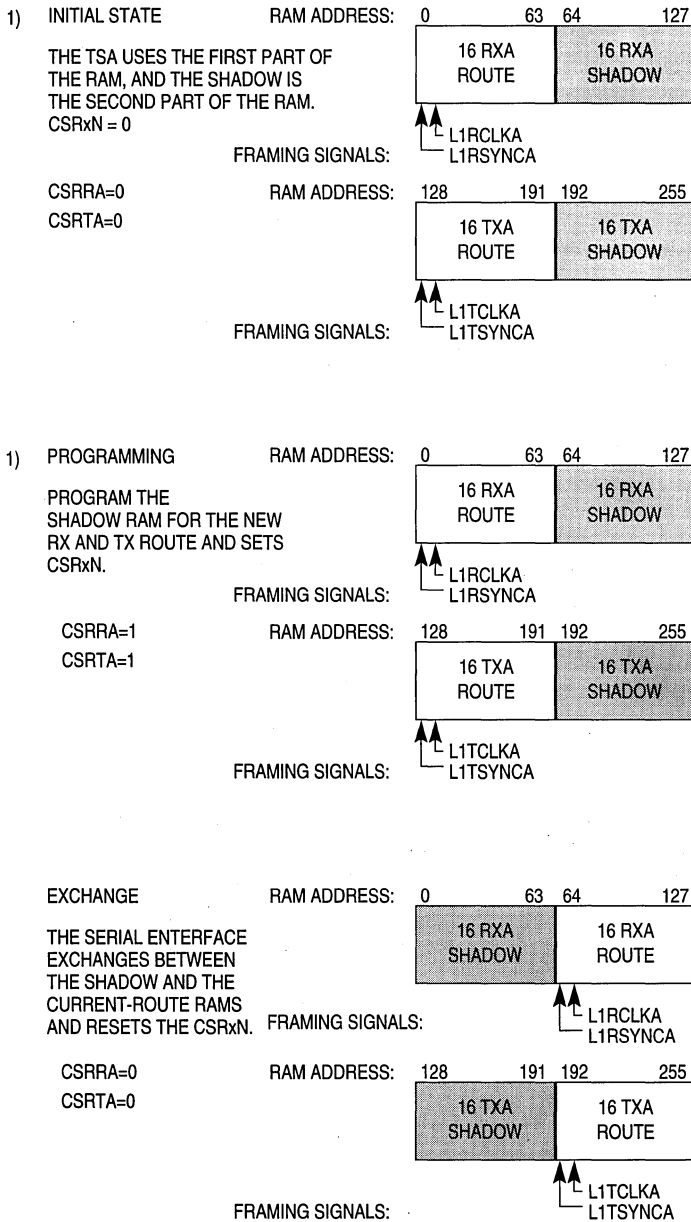 1) INITIAL STATE RAM ADDRESS: 0 63 64 127
THE TSA USES THE FIRST PART OF
THE RAM, AND THE SHADOW IS
THE SECOND PART OF THE RAM.
CSRxN = 0
16 RXA
ROUTE
16 RXA
SHADOW
L1RCLKA
FRAMING SIGNALS: L1RSYNCA
CSRRA=0 RAM ADDRESS: 128 191 192 255
CSRTA=0
16 TXA
ROUTE
16 TXA
SHADOW
L1TCLKA
FRAMING SIGNALS: L1TSYNCA
1) PROGRAMMING RAM ADDRESS: 0 63 64 127
PROGRAM THE
SHADOW RAM FOR THE NEW
RX AND TX ROUTE AND SETS
CSRxN.
16 RXA
ROUTE
16 RXA
SHADOW
L1RCLKA
FRAMING SIGNALS: L1RSYNCA
CSRRA=1 RAM ADDRESS: 128 191 192 255
CSRTA=1
16 TXA
ROUTE
16 TXA
SHADOW
L1TCLKA
FRAMING SIGNALS: L1TSYNCA
EXCHANGE RAM ADDRESS: 0 63 64 127
THE SERIAL ENTERFACE
EXCHANGES BETWEEN
THE SHADOW AND THE
CURRENT-ROUTE RAMS
AND RESETS THE CSRxN. FRAMING SIGNALS:
16 RXA
SHADOW
16 RXA
ROUTE
L1RCLKA
L1RSYNCA
CSRRA=0 RAM ADDRESS: 128 191 192 255
CSRTA=0
16 TXA
SHADOW
16 TXA
ROUTE
L1TCLKA
FRAMING SIGNALS: L1TSYNCA